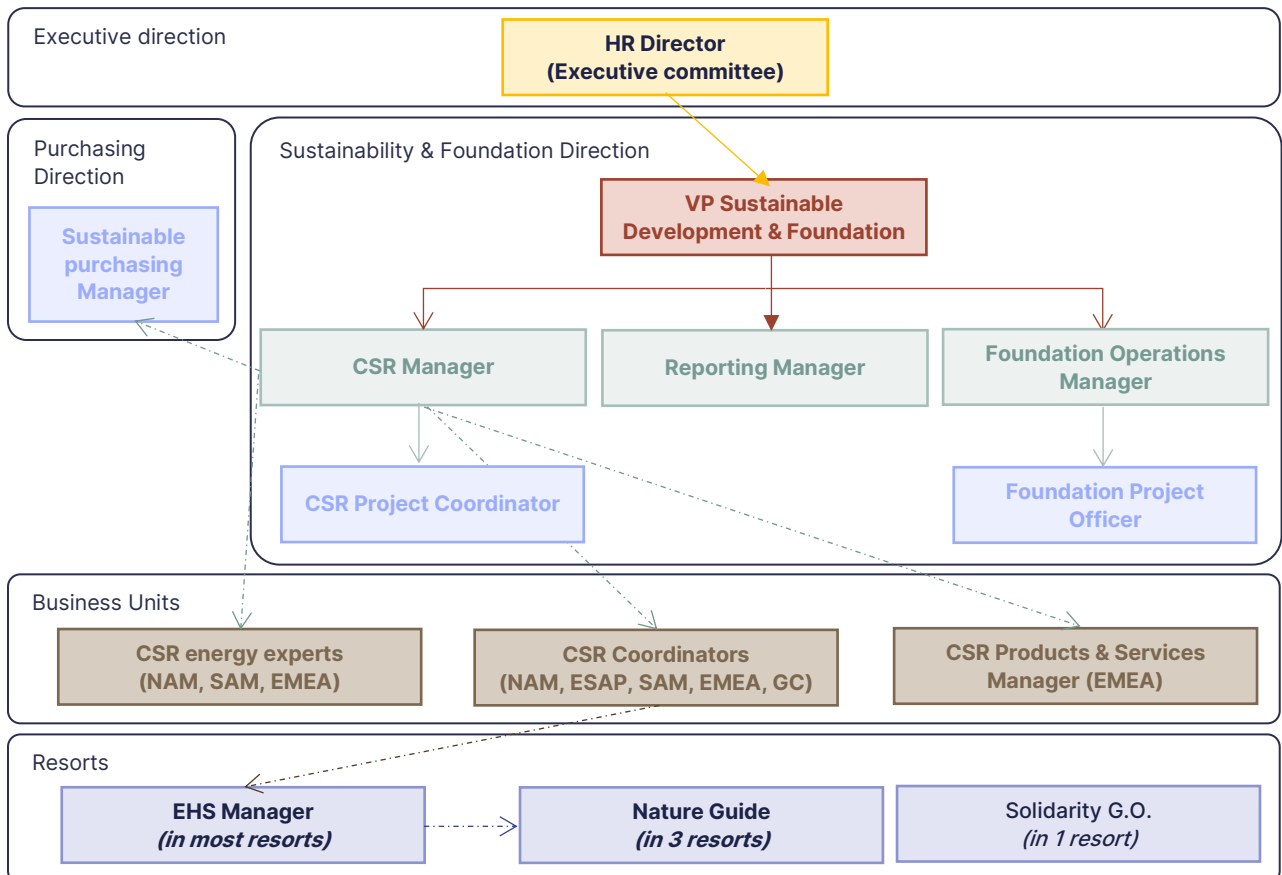 Executive direction
HR Director
(Executive committee)
Purchasing
Direction
Sustainable
purchasing
Manager
Sustainability & Foundation Direction
VP Sustainable
Development & Foundation
CSR Manager
Reporting Manager
Foundation Operations
Manager
CSR Project Coordinator
Foundation Project
Officer
Business Units
CSR energy experts
(NAM, SAM, EMEA)
CSR Coordinators
(NAM, ESAP, SAM, EMEA, GC)
CSR Products & Services
Manager (EMEA)
Resorts
EHS Manager
(in most resorts)
Nature Guide
(in 3 resorts)
Solidarity G.O.
(in 1 resort)